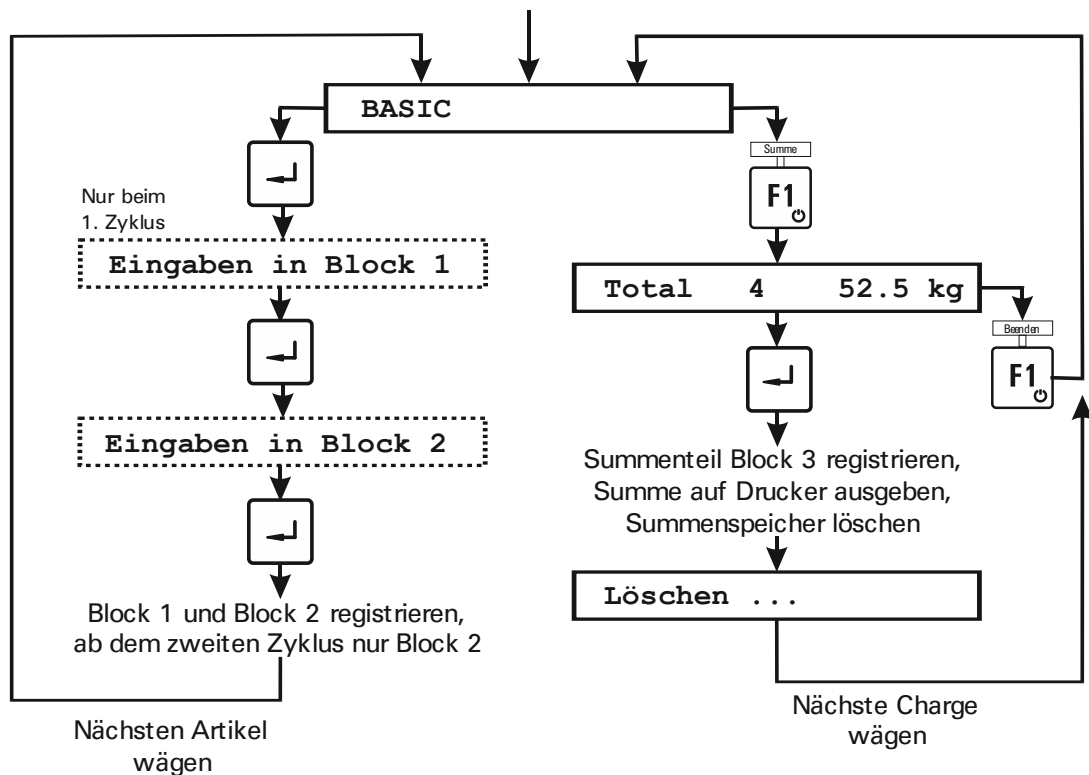 BASIC
Nur beim
1. Zyklus
Eingaben in Block 1
Eingaben in Block 2
Block 1 und Block 2 registrieren,
ab dem zweiten Zyklus nur Block 2
Nächsten Artikel
wägen
Summe
F1
Total 4 52.5 kg
Beenden
F1
Summenteil Block 3 registrieren,
Summe auf Drucker ausgeben,
Summenspeicher löschen
Löschen ...
Nächste Charge
wägen